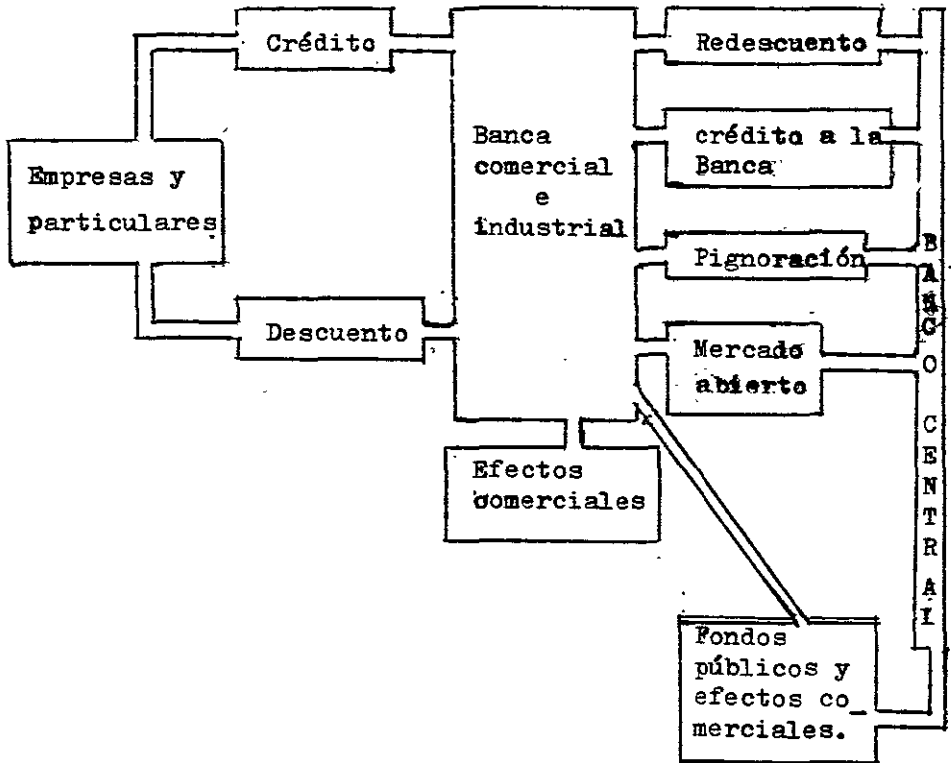 Crédito
Redescuento
Banca
comercial
e
industrial
crédito a la
Banca
Empresas y
particulares
Pignoración
Descuento
Mercado
abierto
Efectos
comerciales
BANCO CENTRAL
Fondos
públicos y
efectos co_
merciales.